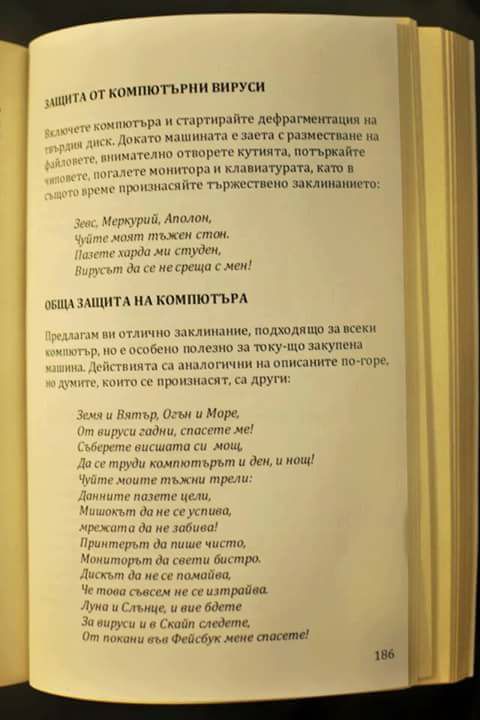 ЗАЩИТА ОТ КОМПЮТЪРНИ ВИРУСИ
Включете компютъра и стартирайте дефрагментация на
твърдия диск. Докато машината е заета с разместване на
файловете, внимателно отворете кутията, потъркайте
чиповете, погалете монитора и клавиатурата, като в
същото време произнасяйте тържествено заклинанието:
Зевс, Меркурий, Аполон,
Чуйте моят тъжен стон.
Пазете харда ми студен,
Вирусът да се не среща с мен!
ОБЩА ЗАЩИТА НА КОМПЮТЪРА
Предлагам ви отлично заклинание, подходящо за всеки
компютър, но е особено полезно за току-що закупена
машина. Действията са аналогични на описаните по-горе,
но думите, които се произнасят, са други:
Земя и Вятър, Огън и Море,
От вируси гадни, спасете ме!
Съберете висшата си мощ,
Да се труди компютърът и ден, и нощ!
Чуйте моите тъжни трели:
Данните пазете цели,
Мишокът да не се успива,
мрежата да не забива!
Принтерът да пише чисто,
Мониторът да свети бистро.
Дискът да не се помайва,
Че това съвсем не се изтрайва.
Луна и Слънце, и вие бдете
За вируси и в Скайп следете,
От покани във Фейсбук мене спасете!
186